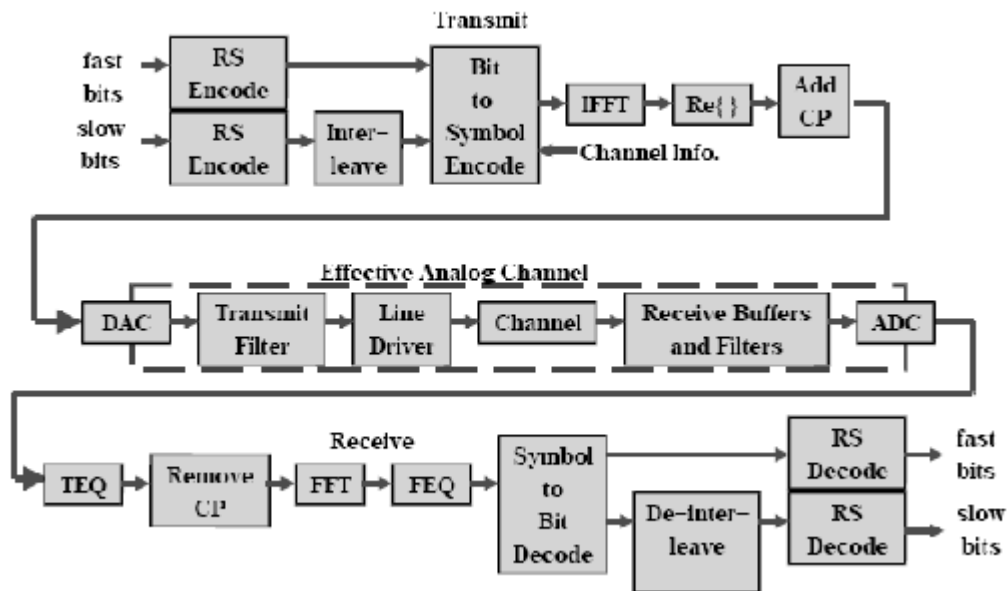 Transmit
fast
bits
RS
Encode
slow
bits
RS
Encode
Inter-
leave
Bit
to
Symbol
Encode
IFFT
Re{ }
Add
CP
Channel Info.
Effective Analog Channel
DAC
Transmit
Filter
Line
Driver
Channel
Receive Buffers
and Filters
ADC
Receive
TEQ
Remove
CP
FFT
FEQ
Symbol
to
Bit
Decode
De-inter-
leave
RS
Decode
fast
bits
RS
Decode
slow
bits